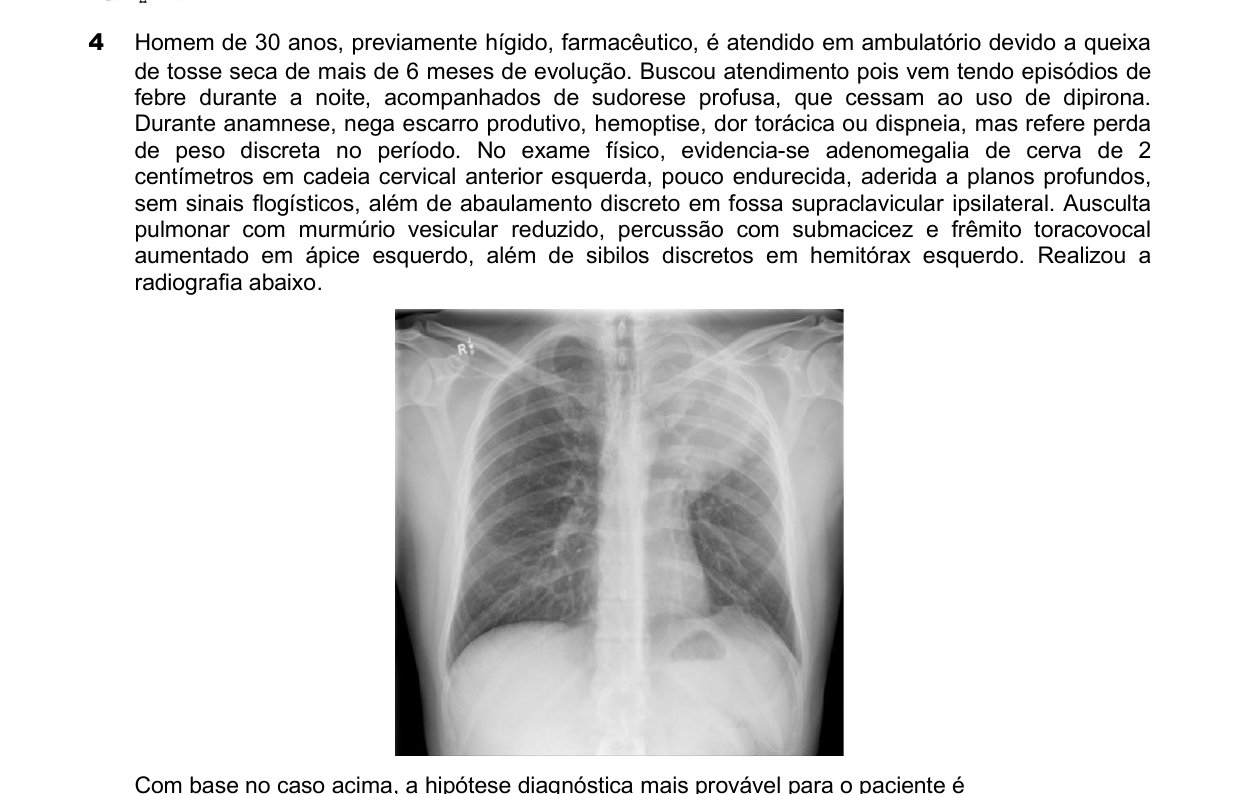 4 Homem de 30 anos, previamente hígido, farmacêutico, é atendido em ambulatório devido a queixa
de tosse seca de mais de 6 meses de evolução. Buscou atendimento pois vem tendo episódios de
febre durante a noite, acompanhados de sudorese profusa, que cessam ao uso de dipirona.
Durante anamnese, nega escarro produtivo, hemoptise, dor torácica ou dispneia, mas refere perda
de peso discreta no período. No exame físico, evidencia-se adenomegalia de cerva de 2
centímetros em cadeia cervical anterior esquerda, pouco endurecida, aderida a planos profundos,
sem sinais flogísticos, além de abaulamento discreto em fossa supraclavicular ipsilateral. Ausculta
pulmonar com murmúrio vesicular reduzido, percussão com submacicez e frêmito toracovocal
aumentado em ápice esquerdo, além de sibilos discretos em hemitórax esquerdo. Realizou a
radiografia abaixo.
R
Com base no caso acima, a hipótese diagnóstica mais provável para o paciente é